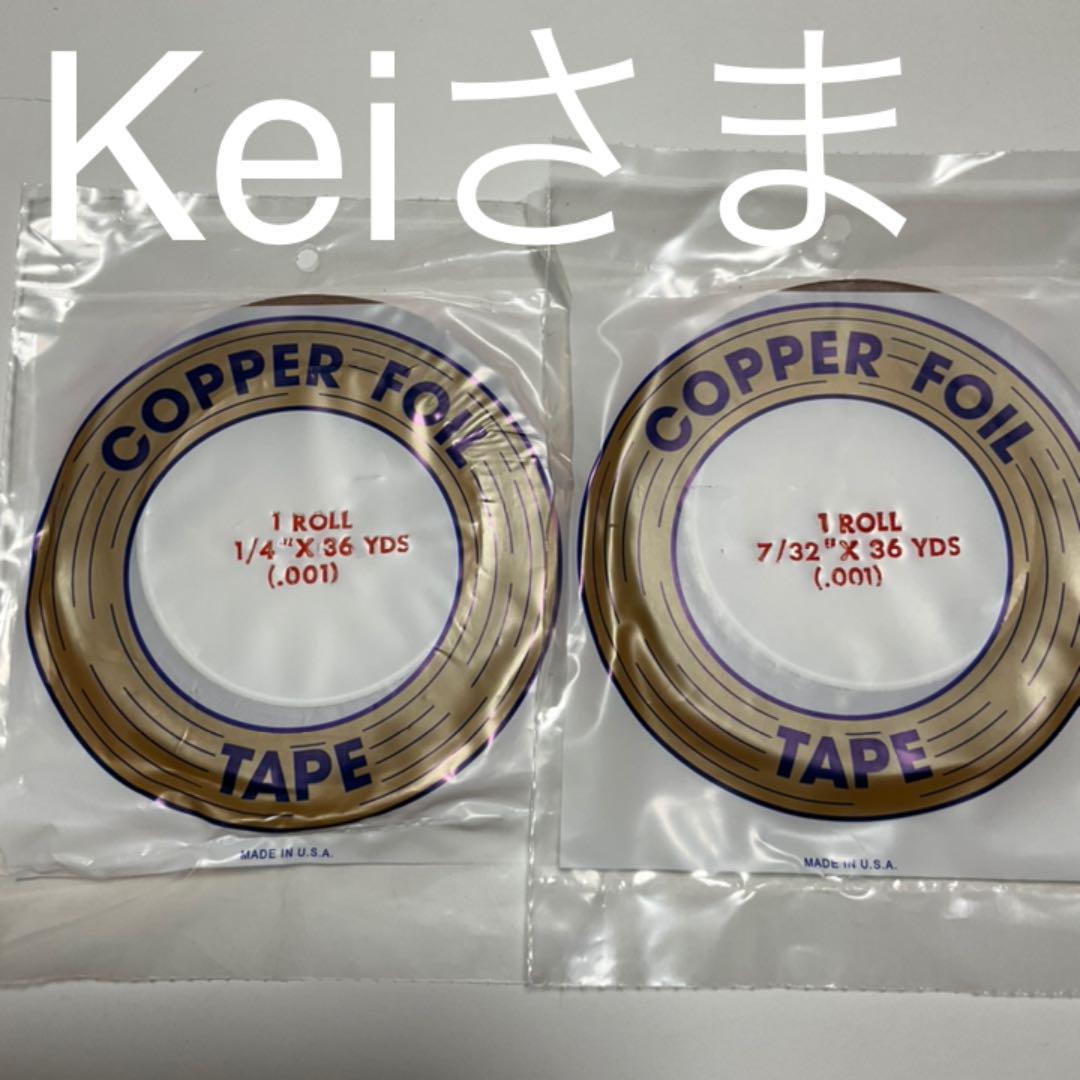 Keiさま
COPPER FOIL
1 ROLL
1/4" X 36 YDS
(.001)
TAPE
MADE IN U.S.A.
COPPER FOIL
1 ROLL
7/32" X 36 YDS
(.001)
TAPE
MADE IN U.S.A.